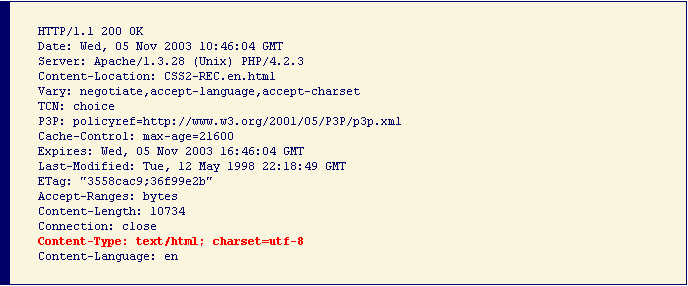 HTTP/1.1 200 OK
Date: Wed, 05 Nov 2003 10:46:04 GMT
Server: Apache/1.3.28 (Unix) PHP/4.2.3
Content-Location: CSS2-REC.en.html
Vary: negotiate,accept-language,accept-charset
TCN: choice
P3P: policyref=http://www.w3.org/2001/05/P3P/p3p.xml
Cache-Control: max-age=21600
Expires: Wed, 05 Nov 2003 16:46:04 GMT
Last-Modified: Tue, 12 May 1998 22:18:49 GMT
ETag: "3558cac9;36f99e2b"
Accept-Ranges: bytes
Content-Length: 10734
Connection: close
Content-Type: text/html; charset=utf-8
Content-Language: en